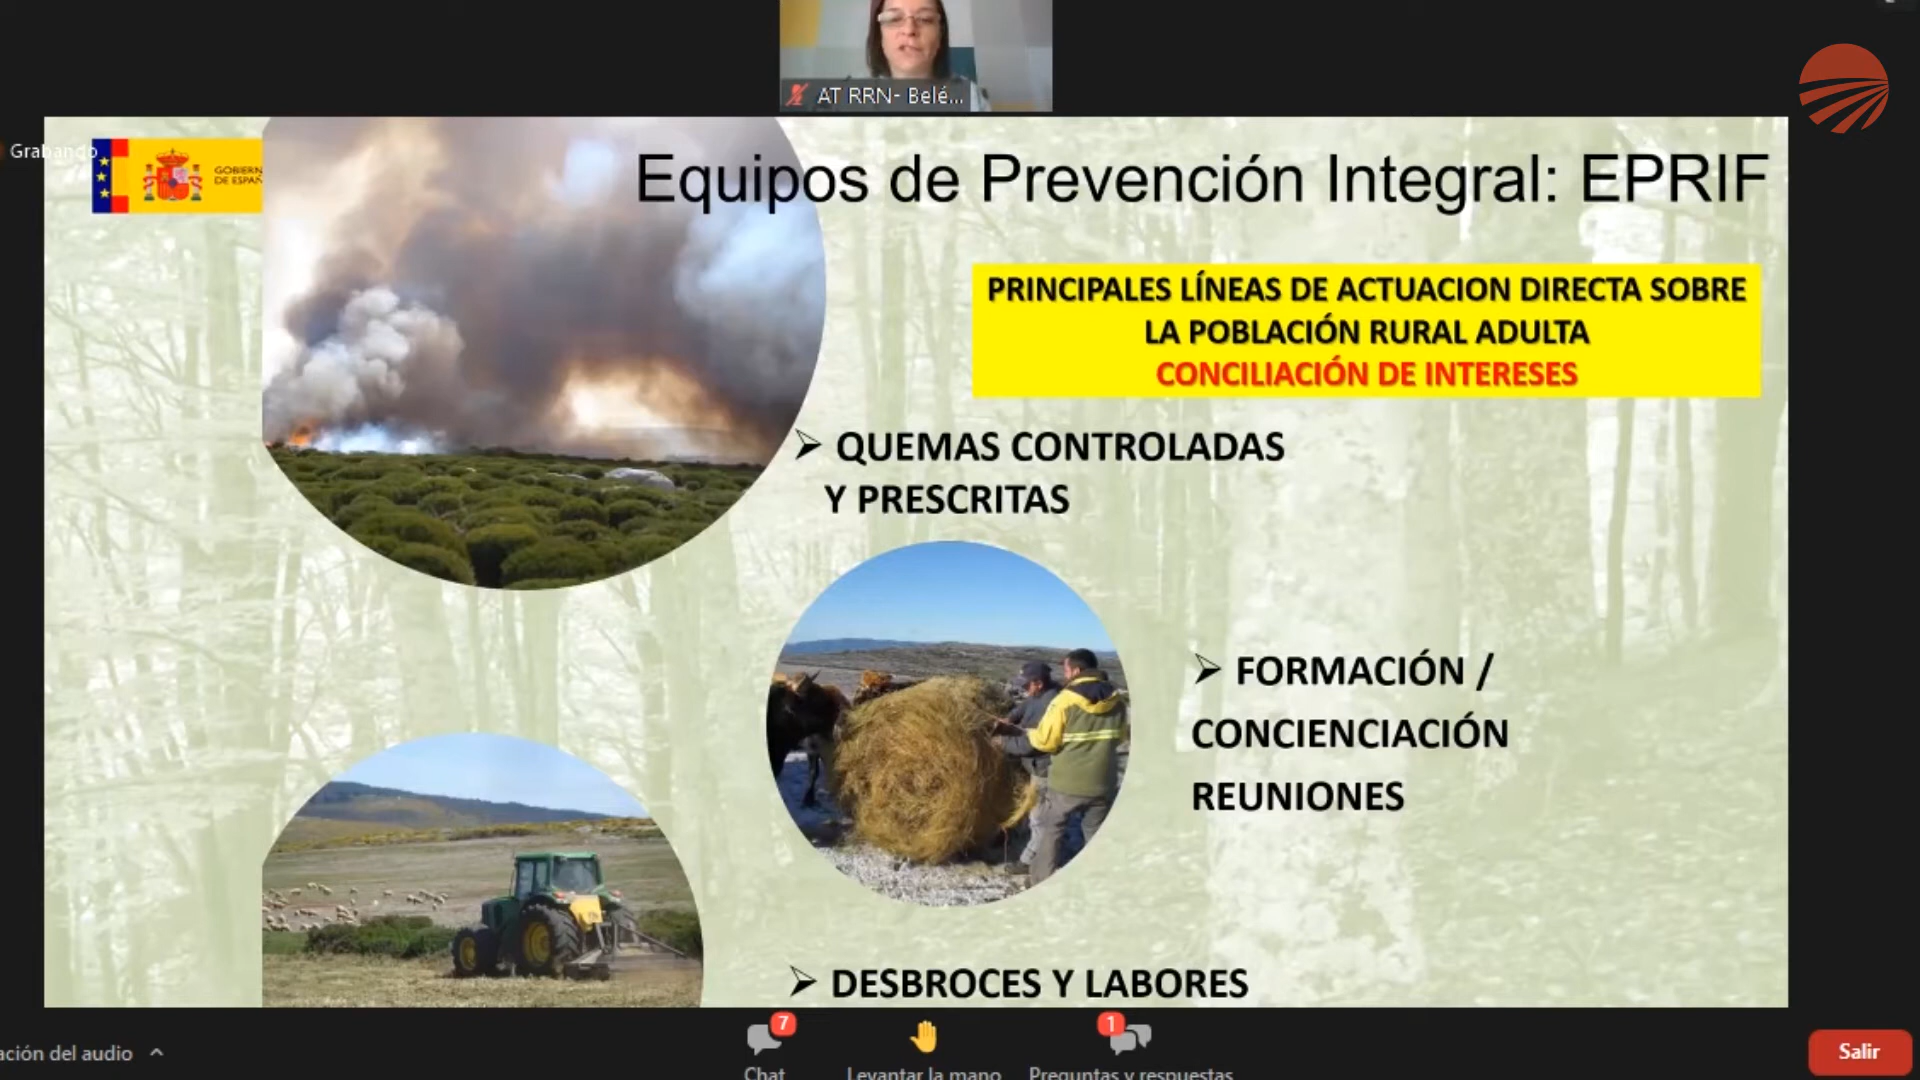 AT RRN- Belé...
Grabando
GOBIERN
DE ESPAÑ
Equipos de Prevención Integral: EPRIF
PRINCIPALES LÍNEAS DE ACTUACION DIRECTA SOBRE
LA POBLACIÓN RURAL ADULTA
CONCILIACIÓN DE INTERESES
➢ QUEMAS CONTROLADAS
Y PRESCRITAS
➢ FORMACIÓN /
CONCIENCIACIÓN
REUNIONES
➢ DESBROCES Y LABORES
ación del audio
7
1
Chat
Levantar la mano
Preguntas y respuestas
Salir